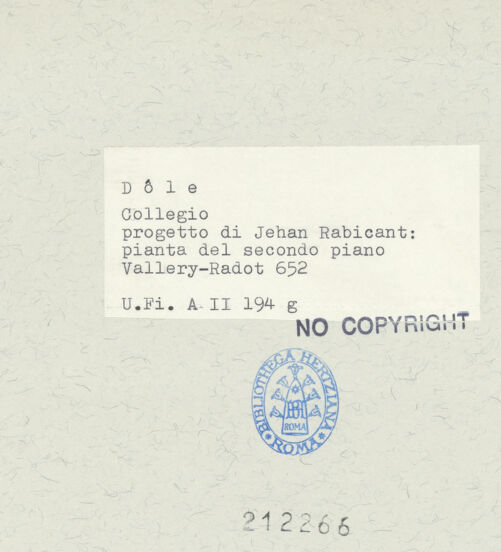 D ô l e
Collegio
progetto di Jehan Rabicant:
pianta del secondo piano
Vallery-Radot 652
U.Fi. A II 194 g
NO COPYRIGHT
BIBLIOTHECA HERTZIANA
ROMA
ROMA
212266